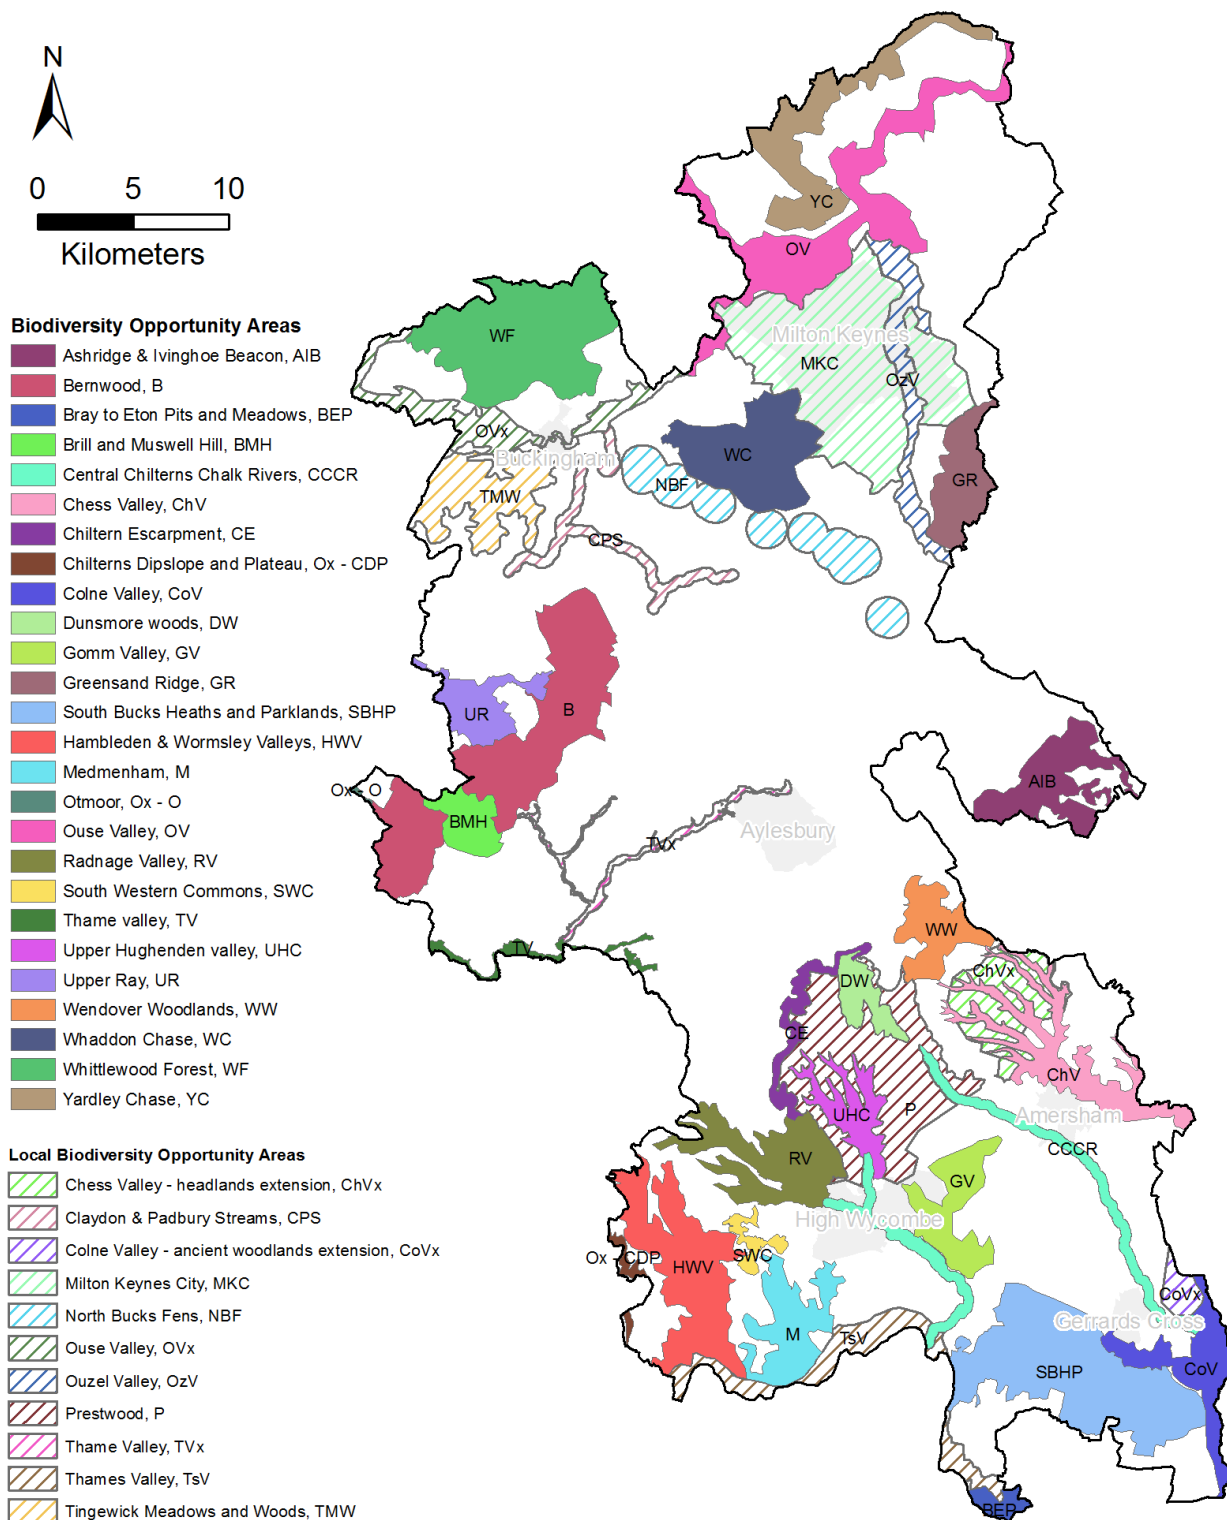 N
0 5 10
Kilometers
Biodiversity Opportunity Areas
Ashridge & Ivinghoe Beacon, AIB
Bernwood, B
Bray to Eton Pits and Meadows, BEP
Brill and Muswell Hill, BMH
Central Chilterns Chalk Rivers, CCCR
Chess Valley, ChV
Chiltern Escarpment, CE
Chilterns Dipslope and Plateau, Ox - CDP
Colne Valley, CoV
Dunsmore woods, DW
Gomm Valley, GV
Greensand Ridge, GR
South Bucks Heaths and Parklands, SBHP
Hambleden & Wormsley Valleys, HWV
Medmenham, M
Otmoor, Ox - O
Ouse Valley, OV
Radnage Valley, RV
South Western Commons, SWC
Thame valley, TV
Upper Hughenden valley, UHC
Upper Ray, UR
Wendover Woodlands, WW
Whaddon Chase, WC
Whittlewood Forest, WF
Yardley Chase, YC
Local Biodiversity Opportunity Areas
Chess Valley - headlands extension, ChVx
Claydon & Padbury Streams, CPS
Colne Valley - ancient woodlands extension, CoVx
Milton Keynes City, MKC
North Bucks Fens, NBF
Ouse Valley, OVx
Ouzel Valley, OzV
Prestwood, P
Thame Valley, TVx
Thames Valley, TsV
Tingewick Meadows and Woods, TMW
YC
OV
WF
Milton Keynes
MKC
OzV
OVx
Buckingham
WC
NBF
GR
TMW
CPS
UR
B
AIB
Ox - O
BMH
TVx
Aylesbury
TV
WW
ChVx
DW
CE
ChV
UHC
P
Amersham
CCCR
RV
GV
High Wycombe
Ox - CDP
SWC
HWV
CoVx
Gerrards Cross
M
TsV
SBHP
CoV
BEP